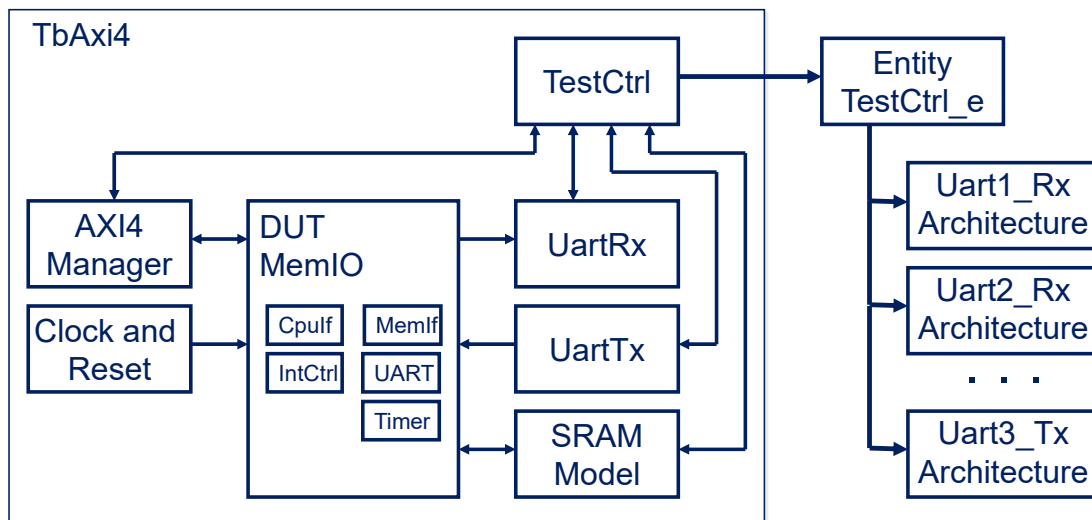 TbAxi4
TestCtrl
Entity
TestCtrl_e
AXI4
Manager
DUT
MemIO
UartRx
Uart1_Rx
Architecture
Clock and
Reset
CpuIf
MemIf
IntCtrl
UART
Timer
UartTx
Uart2_Rx
Architecture
. . .
SRAM
Model
Uart3_Tx
Architecture